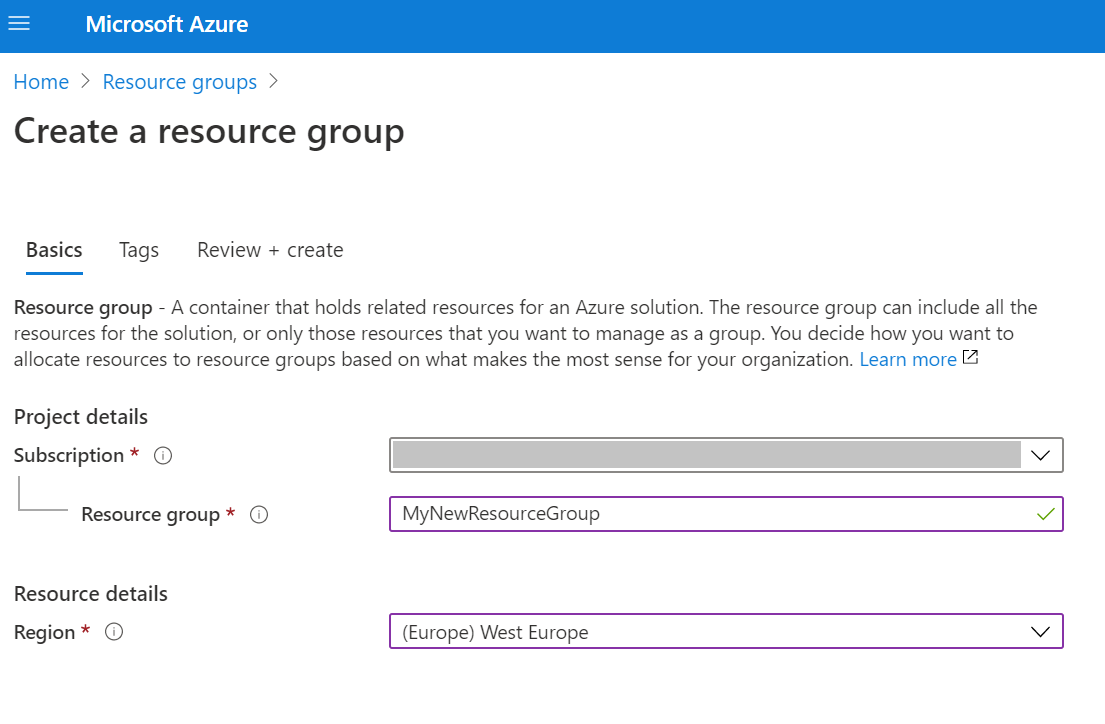 Microsoft Azure
Home > Resource groups >
Create a resource group
Basics Tags Review + create
Resource group - A container that holds related resources for an Azure solution. The resource group can include all the
resources for the solution, or only those resources that you want to manage as a group. You decide how you want to
allocate resources to resource groups based on what makes the most sense for your organization. Learn more
Project details
Subscription *
Resource group * MyNewResourceGroup
Resource details
Region * (Europe) West Europe